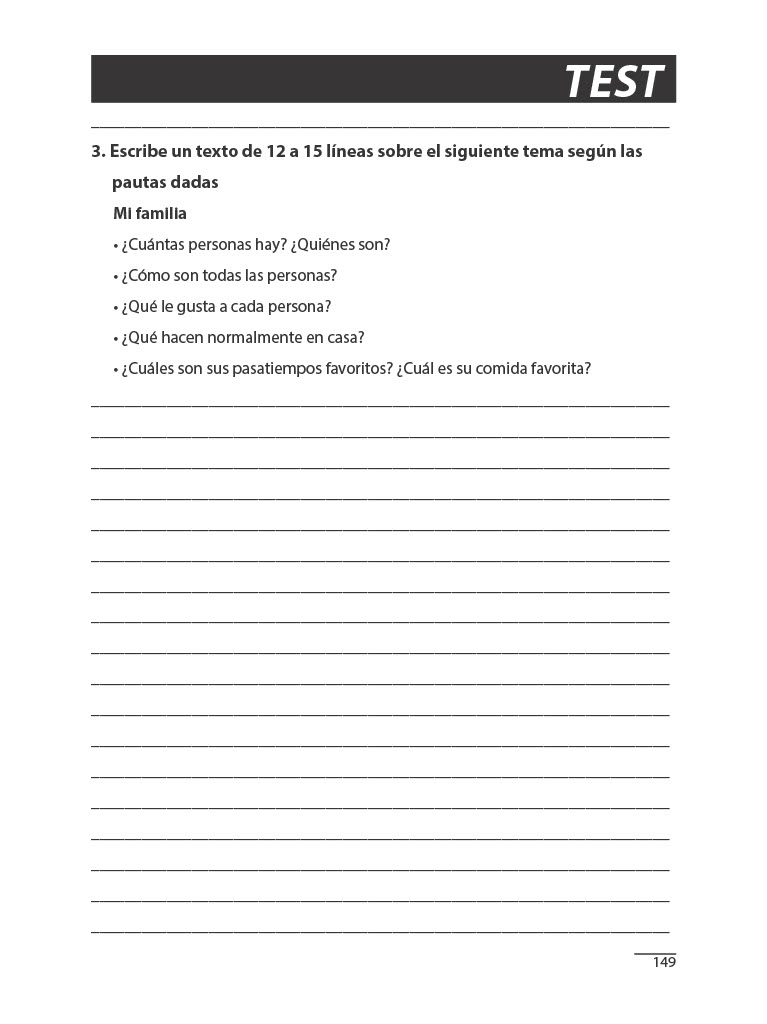 TEST
3. Escribe un texto de 12 a 15 líneas sobre el siguiente tema según las
pautas dadas
Mi familia
• ¿Cuántas personas hay? ¿Quiénes son?
• ¿Cómo son todas las personas?
• ¿Qué le gusta a cada persona?
• ¿Qué hacen normalmente en casa?
• ¿Cuáles son sus pasatiempos favoritos? ¿Cuál es su comida favorita?
149